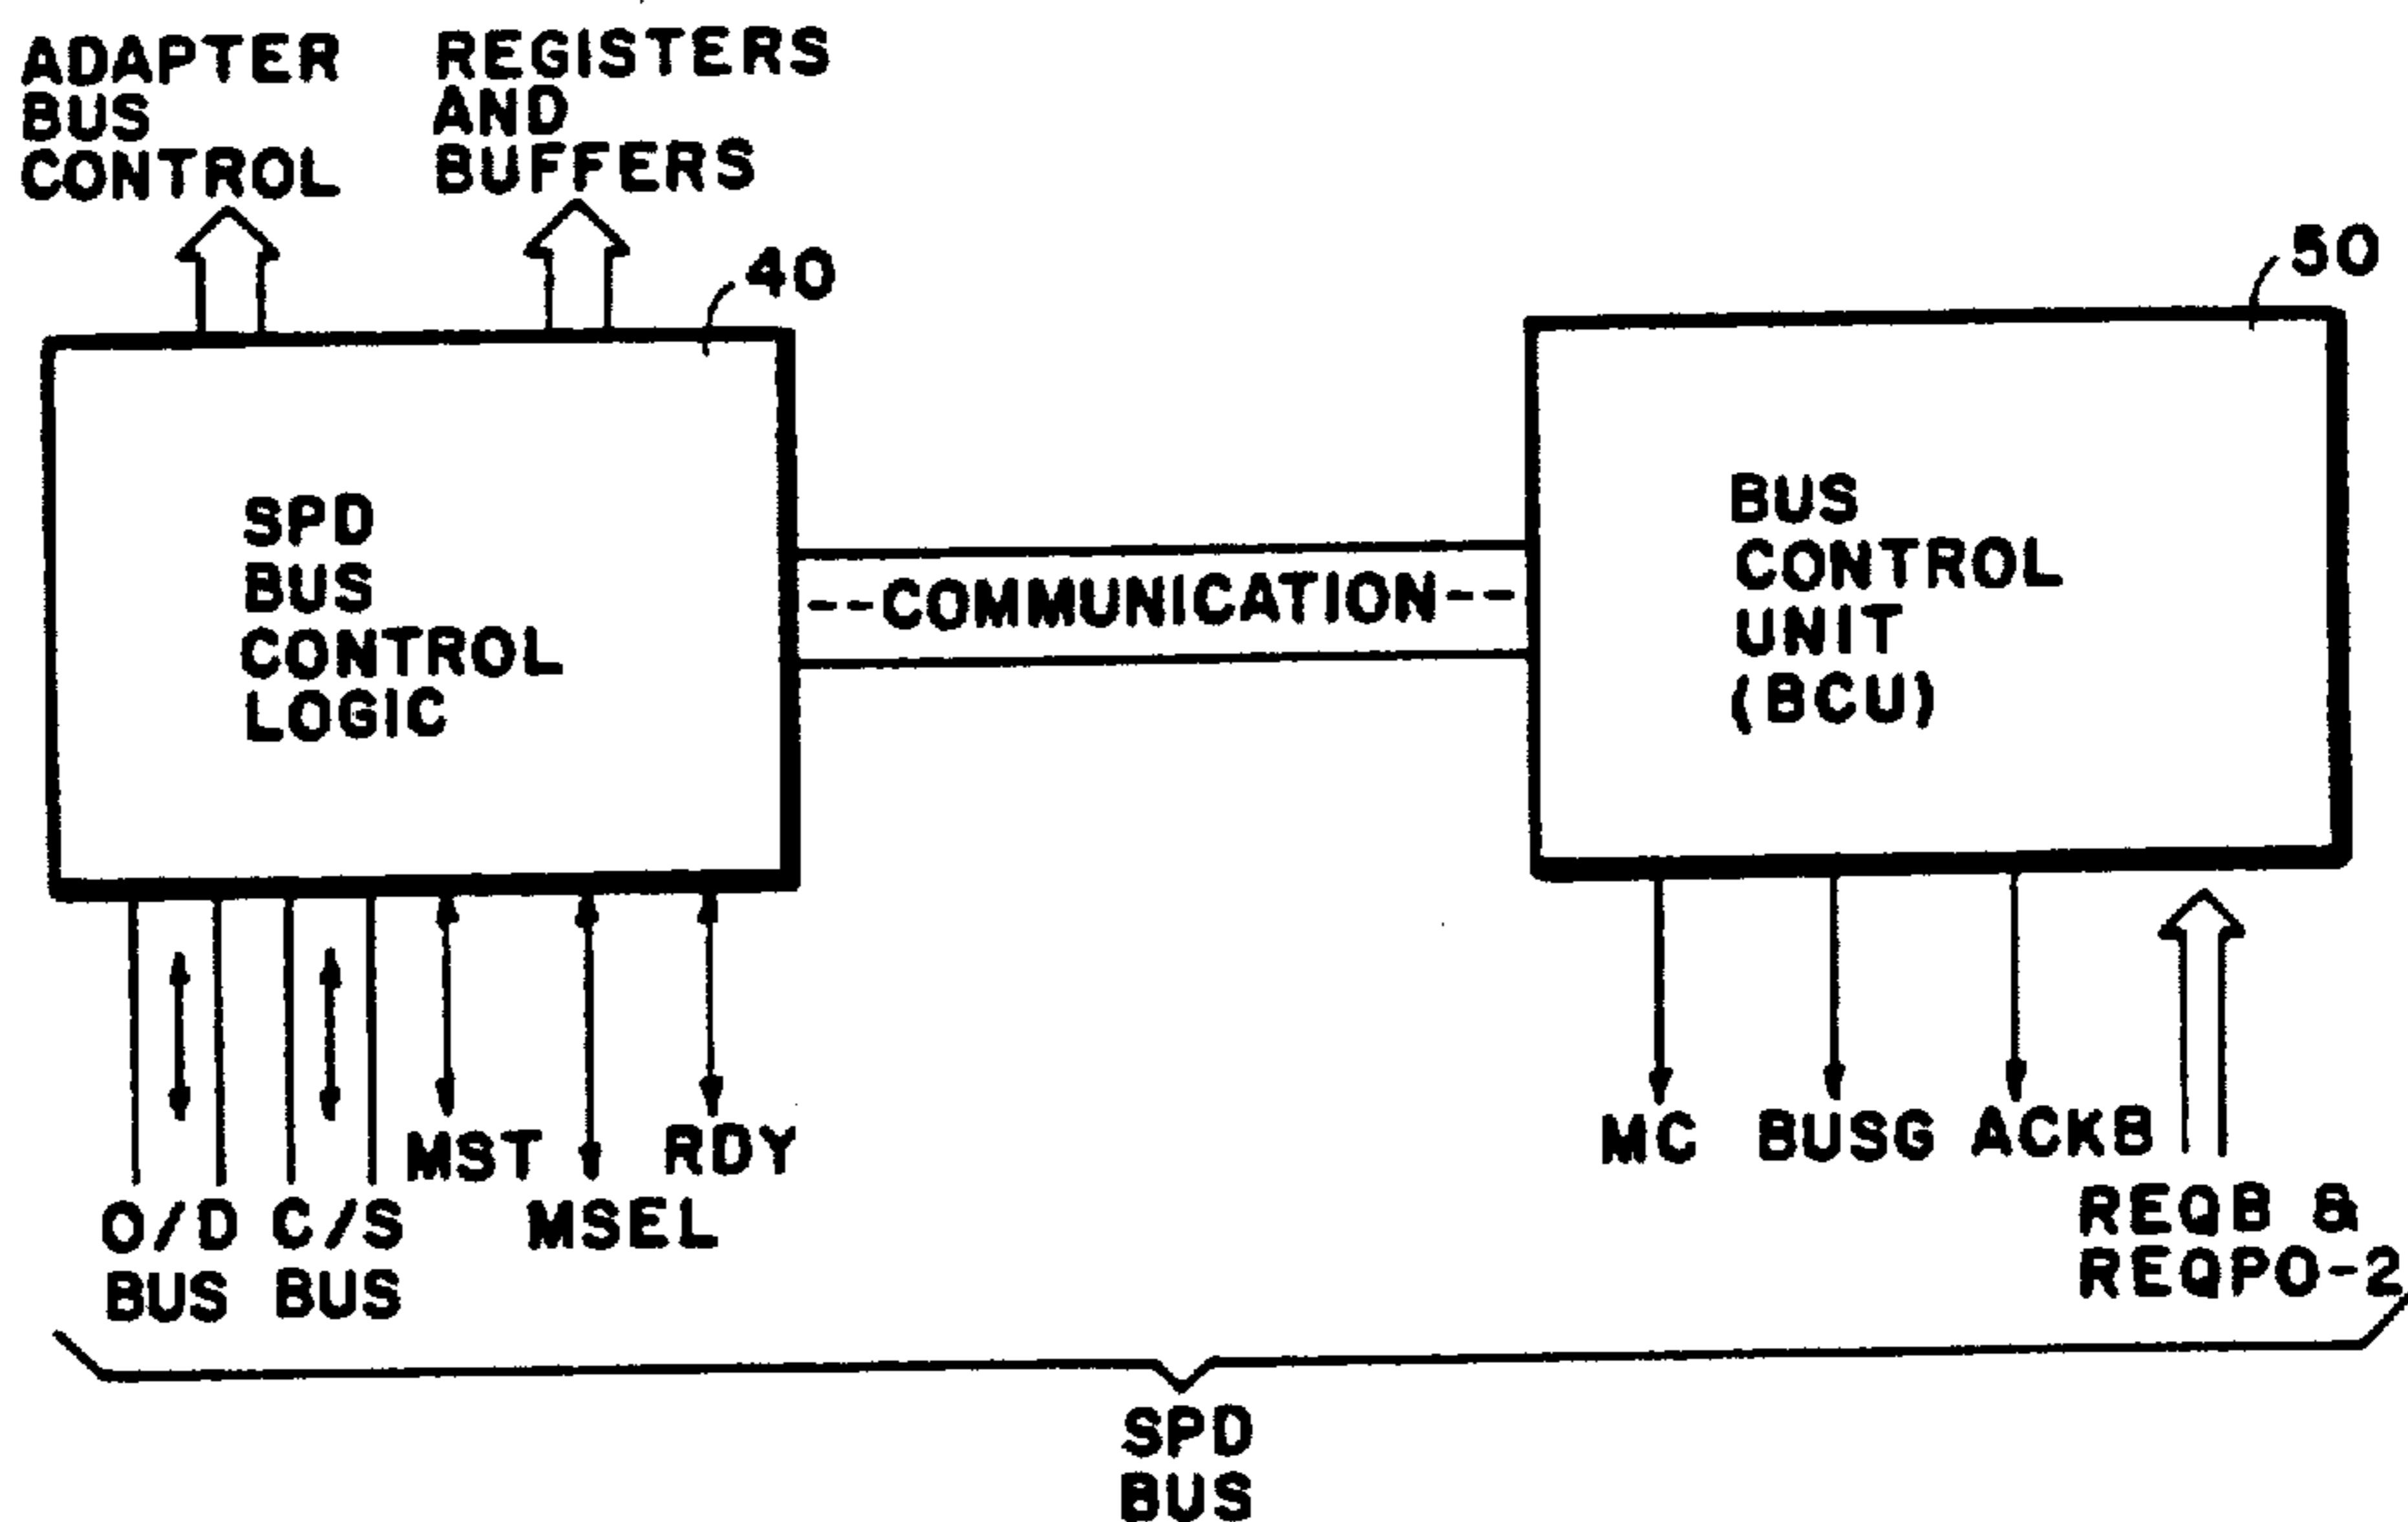 ADAPTER
BUS
CONTROL
REGISTERS
AND
BUFFERS
40
50
SPD
BUS
CONTROL
LOGIC
--COMMUNICATION--
BUS
CONTROL
UNIT
(BCU)
MST
RDY
MC
BUSG
ACKB
O/D
BUS
C/S
BUS
MSEL
REQB &
REQP0-2
SPD
BUS